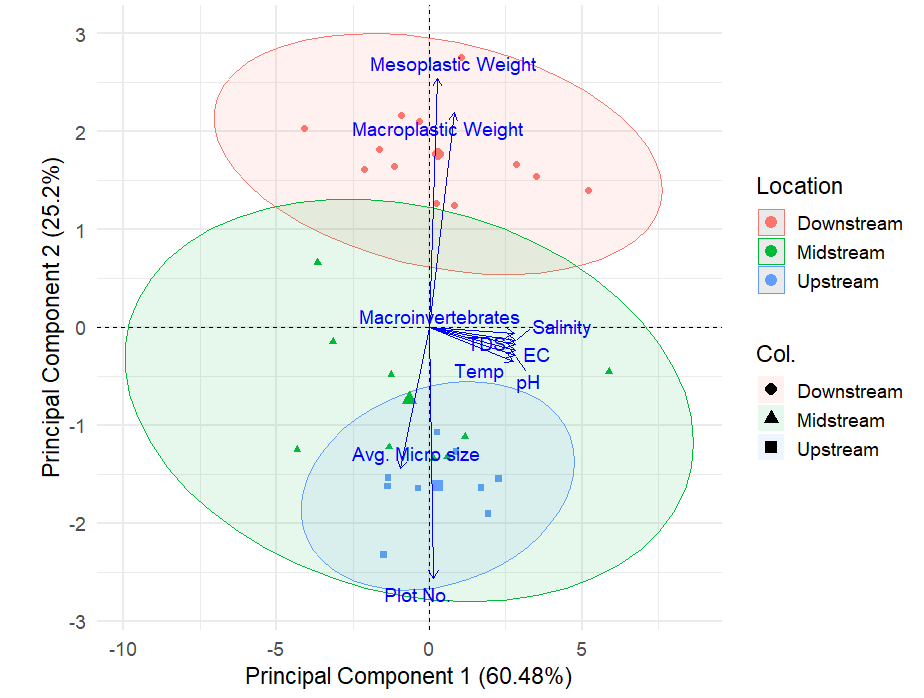 3
2
1
0
-1
-2
-3
Principal Component 2 (25.2%)
Mesoplastic Weight
Macroplastic Weight
Macroinvertebrates
Salinity
TDS
EC
Temp
pH
Avg. Micro size
Plot No.
-10
-5
0
5
Principal Component 1 (60.48%)
Location
Downstream
Midstream
Upstream
Col.
Downstream
Midstream
Upstream